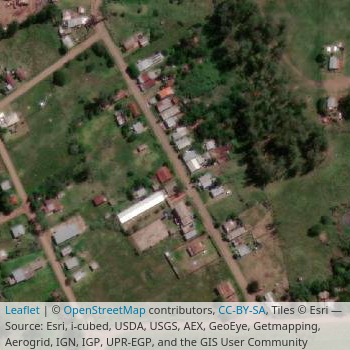 Leaflet | © OpenStreetMap contributors, CC-BY-SA, Tiles © Esri —
Source: Esri, i-cubed, USDA, USGS, AEX, GeoEye, Getmapping,
Aerogrid, IGN, IGP, UPR-EGP, and the GIS User Community